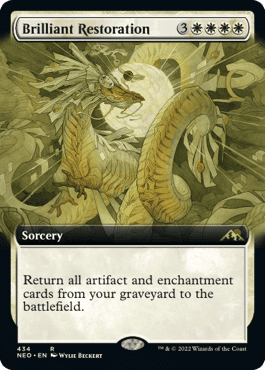 Brilliant Restoration 3
Sorcery
Return all artifact and enchantment
cards from your graveyard to the
battlefield.
434 R
NEO • EN Wylie Beckert
™ & © 2022 Wizards of the Coast